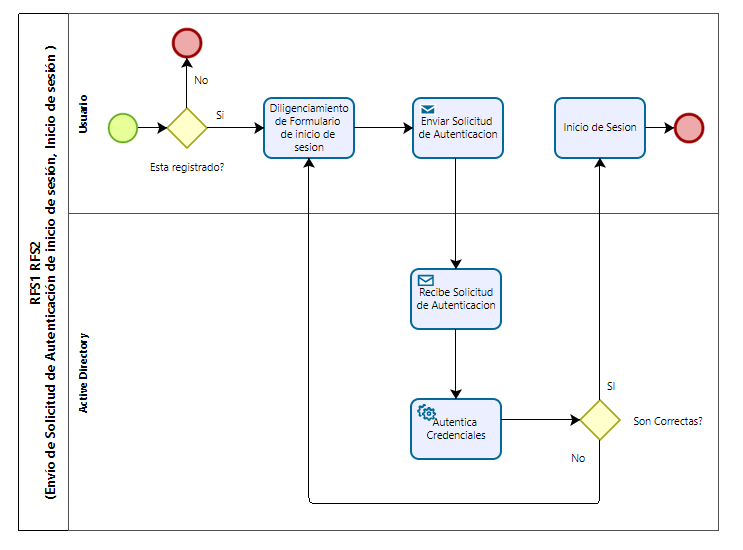 RFS1 RFS2
(Envío de Solicitud de Autenticación de inicio de sesión, Inicio de sesión )
Usuario
No
Si
Esta registrado?
Diligenciamiento
de Formulario
de inicio de
sesion
Enviar Solicitud
de Autenticacion
Inicio de Sesion
Active Directory
Recibe Solicitud
de Autenticacion
Autentica
Credenciales
SI
Son Correctas?
No